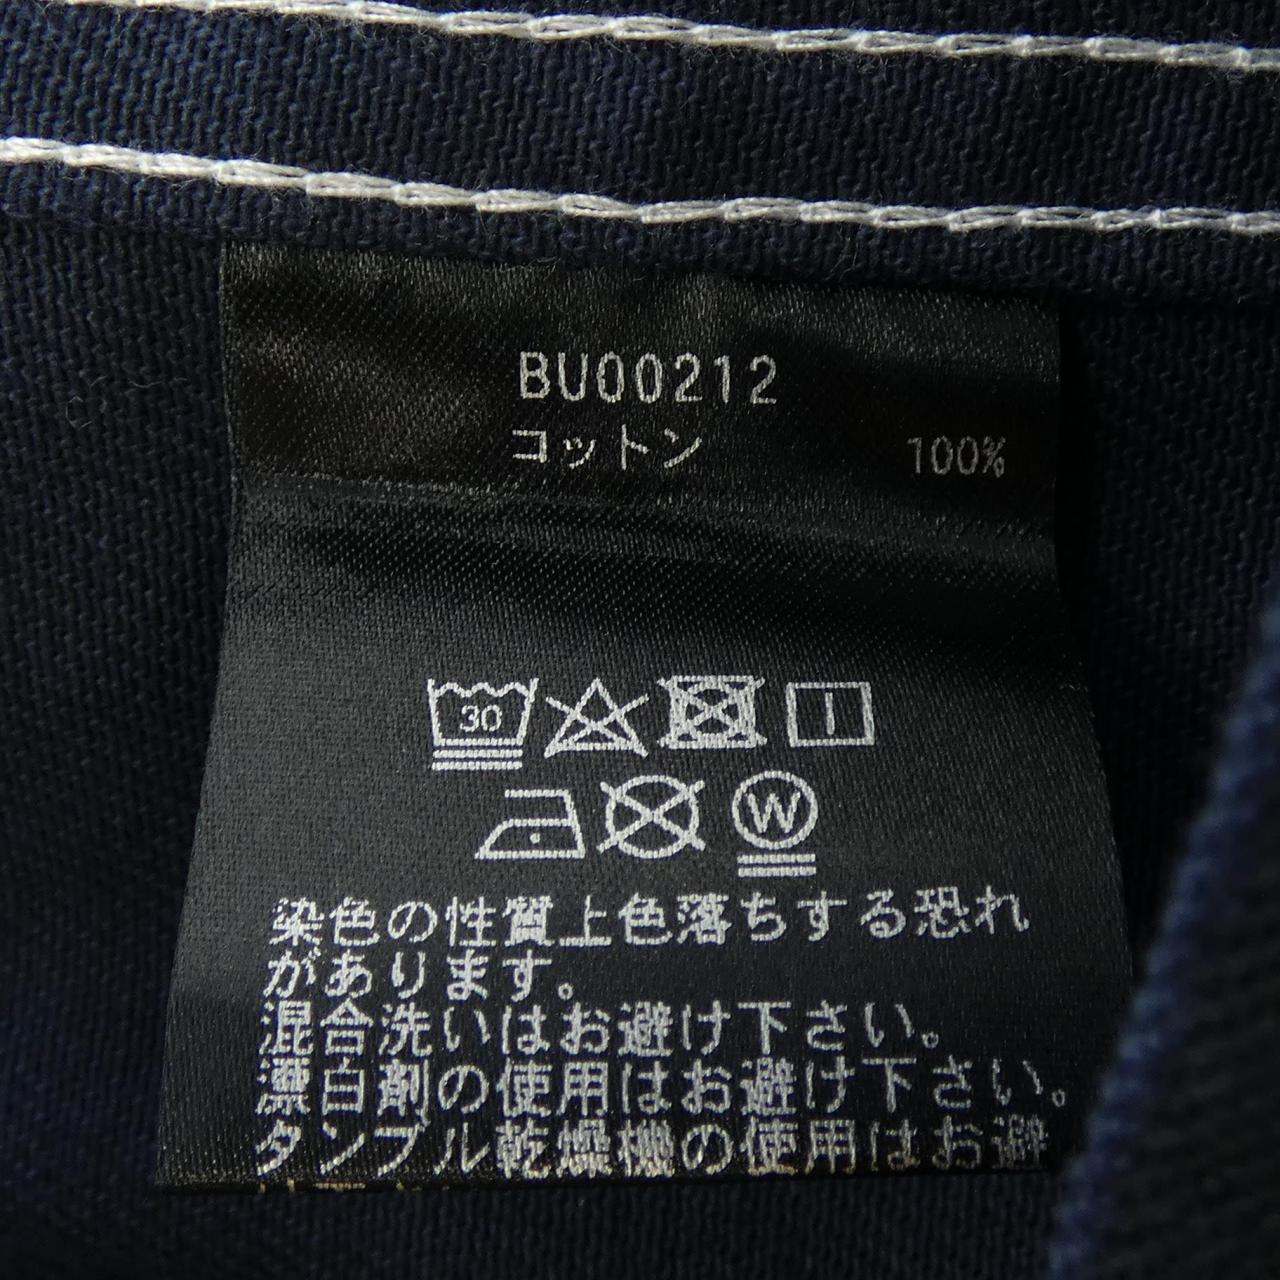 BU00212
コットン 100%
30
W
染色の性質上色落ちする恐れ
があります。
混合洗いはお避け下さい。
漂白剤の使用はお避け下さい。
タンブル乾燥機の使用はお避